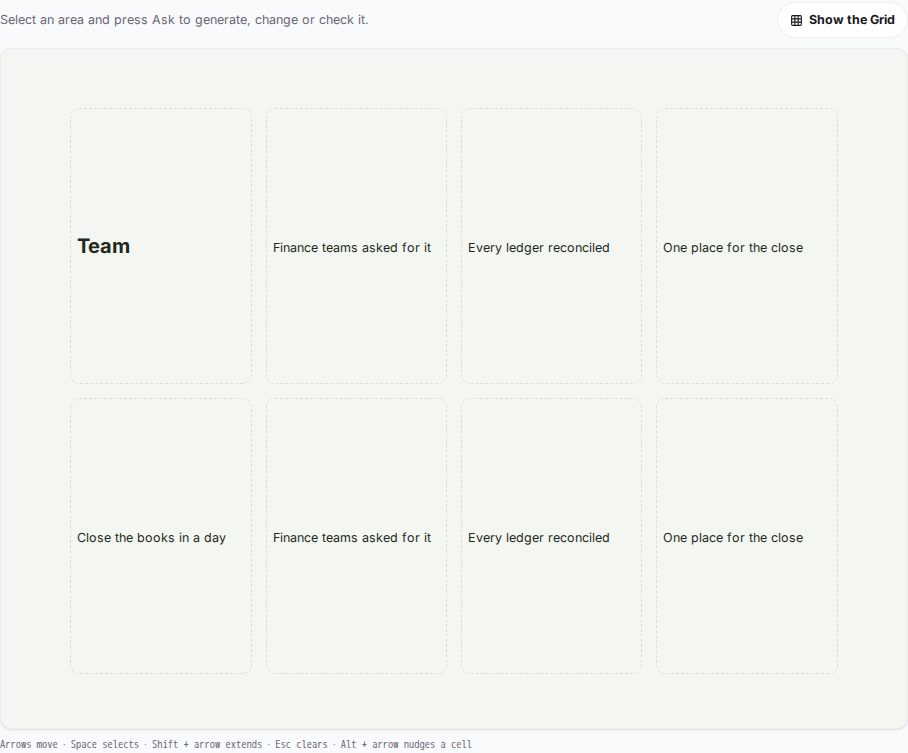 Select an area and press Ask to generate, change or check it.
Show the Grid
Team
Finance teams asked for it
Every ledger reconciled
One place for the close
Close the books in a day
Finance teams asked for it
Every ledger reconciled
One place for the close
Arrows move · Space selects · Shift + arrow extends · Esc clears · Alt + arrow nudges a cell